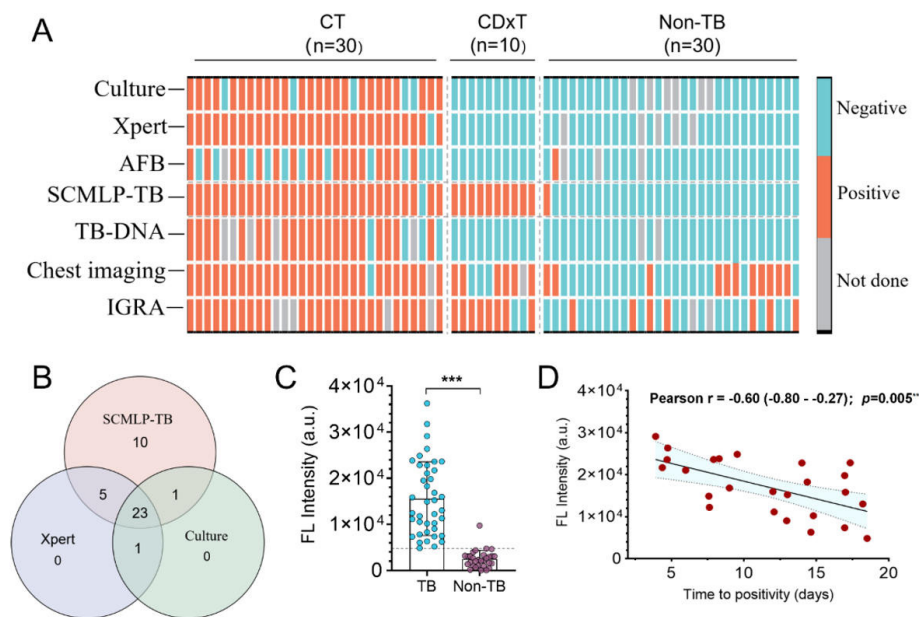 A
CT
(n=30)
CDxT
(n=10)
Non-TB
(n=30)
Culture
Xpert
AFB
SCMLP-TB
TB-DNA
Chest imaging
IGRA
Negative
Positive
Not done
B
SCMLP-TB
10
5
1
23
Xpert
0
1
Culture
0
C
***
FL Intensity (a.u.)
4×10⁴
3×10⁴
2×10⁴
1×10⁴
0
TB
Non-TB
D
Pearson r = -0.60 (-0.80 - -0.27); p=0.005**
FL Intensity (a.u.)
4×10⁴
3×10⁴
2×10⁴
1×10⁴
0
5
10
15
20
Time to positivity (days)